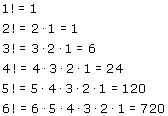 1! = 1
2! = 2 · 1 = 1
3! = 3 · 2 · 1 = 6
4! = 4 · 3 · 2 · 1 = 24
5! = 5 · 4 · 3 · 2 · 1 = 120
6! = 6 · 5 · 4 · 3 · 2 · 1 = 720